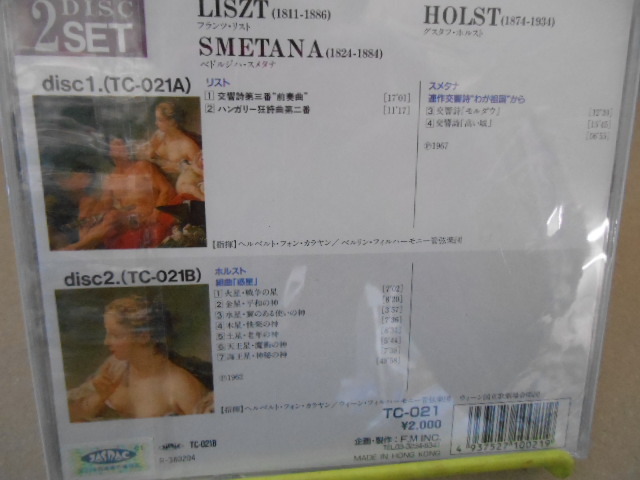 2 DISC
SET
LISZT (1811-1886)
フランツ・リスト
HOLST (1874-1934)
グスタフ・ホルスト
SMETANA (1824-1884)
ベドルジハ・スメタナ
disc1.(TC-021A)
リスト
1 交響詩第三番"前奏曲" [17'01]
2 ハンガリー狂詩曲第二番 [11'17]
スメタナ
連作交響詩"わが祖国"から
3 交響詩「モルダウ」
4 交響詩「高い城」
℗1967
【指揮】ヘルベルト・フォン・カラヤン／ベルリン・フィルハーモニー管弦楽団
disc2.(TC-021B)
ホルスト
組曲「惑星」
1 火星・戦争の星
2 金星・平和の神
3 水星・翼のある使いの神
4 木星・快楽の神
5 土星・老年の神
6 天王星・魔術の神
7 海王星・神秘の神
【指揮】ヘルベルト・フォン・カラヤン／ウィーン・フィルハーモニー管弦楽団
TC-021
¥2,000
企画・製作：F.M INC.
MADE IN HONG KONG
4 937527 100219
JASRAC
TC-021B